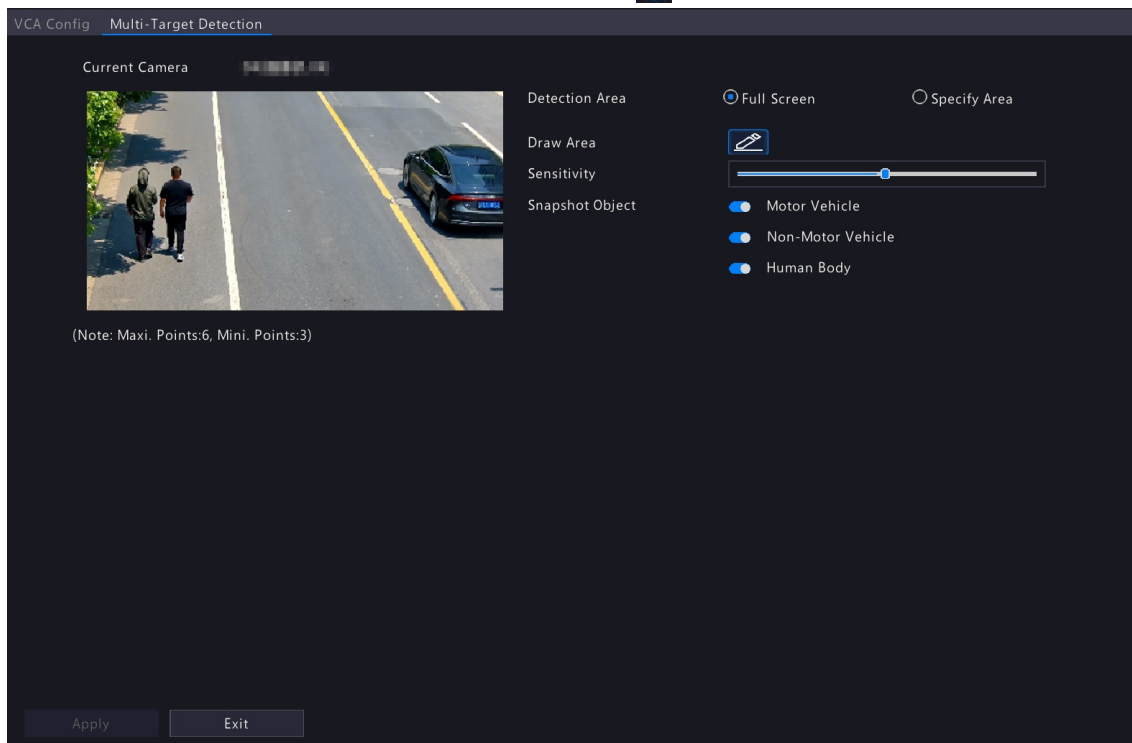 VCA Config Multi-Target Detection
Current Camera
Detection Area Full Screen Specify Area
Draw Area
Sensitivity
Snapshot Object Motor Vehicle
Non-Motor Vehicle
Human Body
(Note: Maxi. Points:6, Mini. Points:3)
Apply Exit